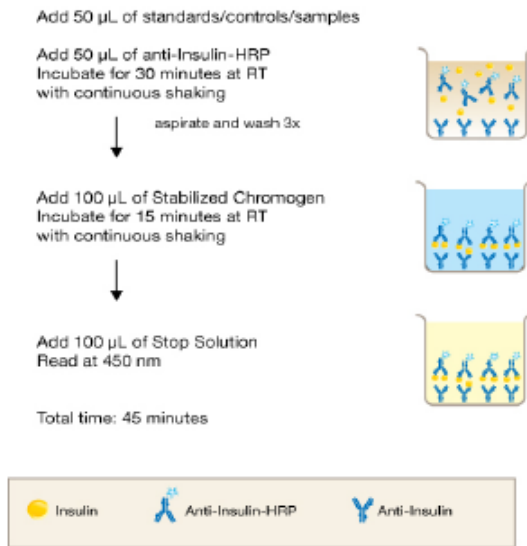 Add 50 µL of standards/controls/samples
Add 50 µL of anti-Insulin-HRP
Incubate for 30 minutes at RT
with continuous shaking
aspirate and wash 3x
Add 100 µL of Stabilized Chromogen
Incubate for 15 minutes at RT
with continuous shaking
Add 100 µL of Stop Solution
Read at 450 nm
Total time: 45 minutes
Insulin
Anti-Insulin-HRP
Anti-Insulin